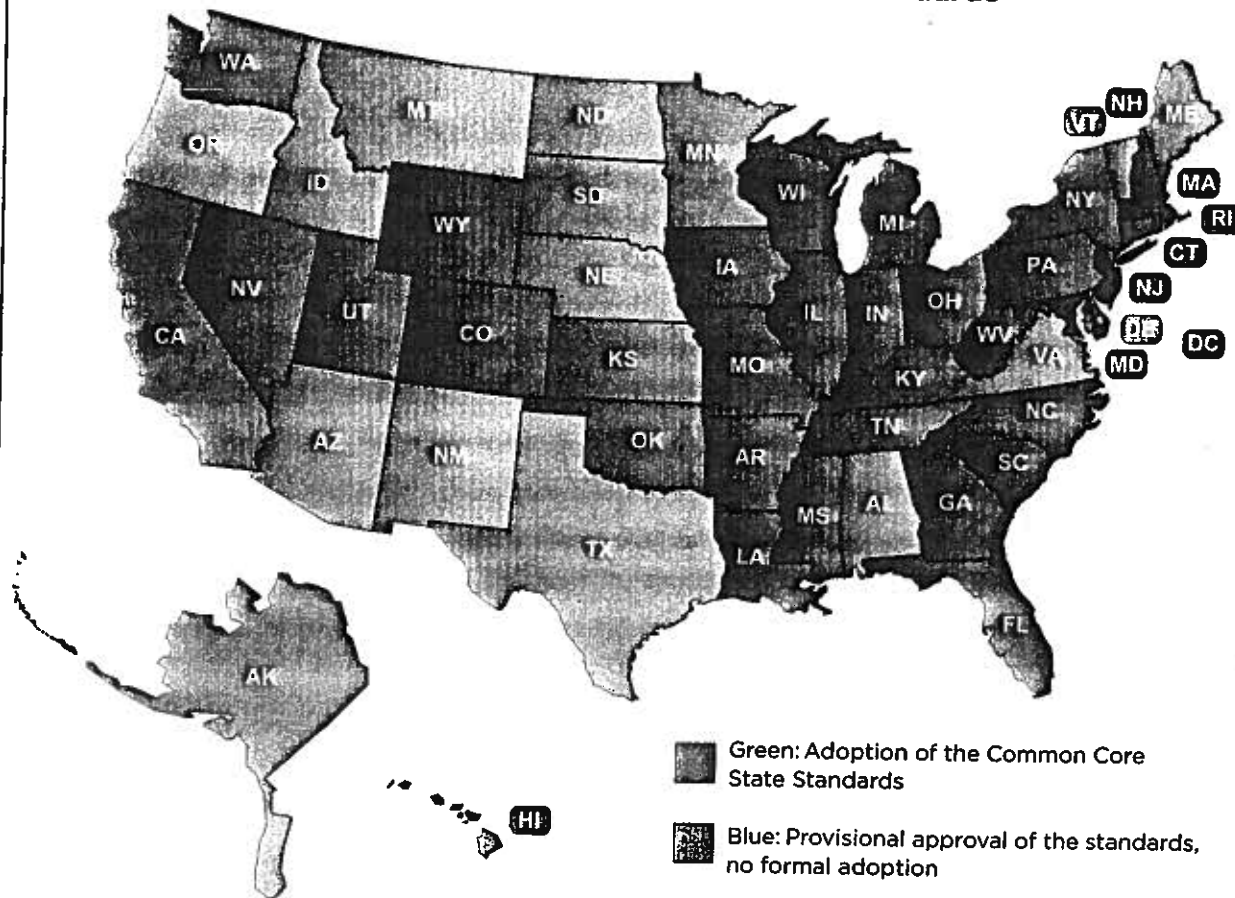 WA
MT
ND
MN
OR
ID
SD
WY
WI
MI
VT
NH
ME
NY
MA
RI
CT
NJ
DE
DC
MD
PA
NE
IA
NV
UT
CO
CA
KS
MO
IL
IN
OH
WV
VA
KY
AZ
NM
OK
AR
TN
NC
SC
TX
LA
MS
AL
GA
FL
AK
HI
Green: Adoption of the Common Core
State Standards
Blue: Provisional approval of the standards,
no formal adoption